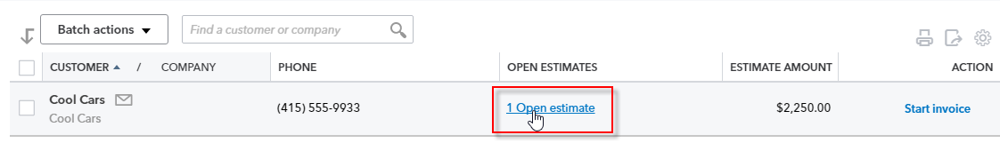 Batch actions Find a customer or company
CUSTOMER / COMPANY PHONE OPEN ESTIMATES ESTIMATE AMOUNT ACTION
Cool Cars (415) 555-9933 1 Open estimate $2,250.00 Start invoice
Cool Cars